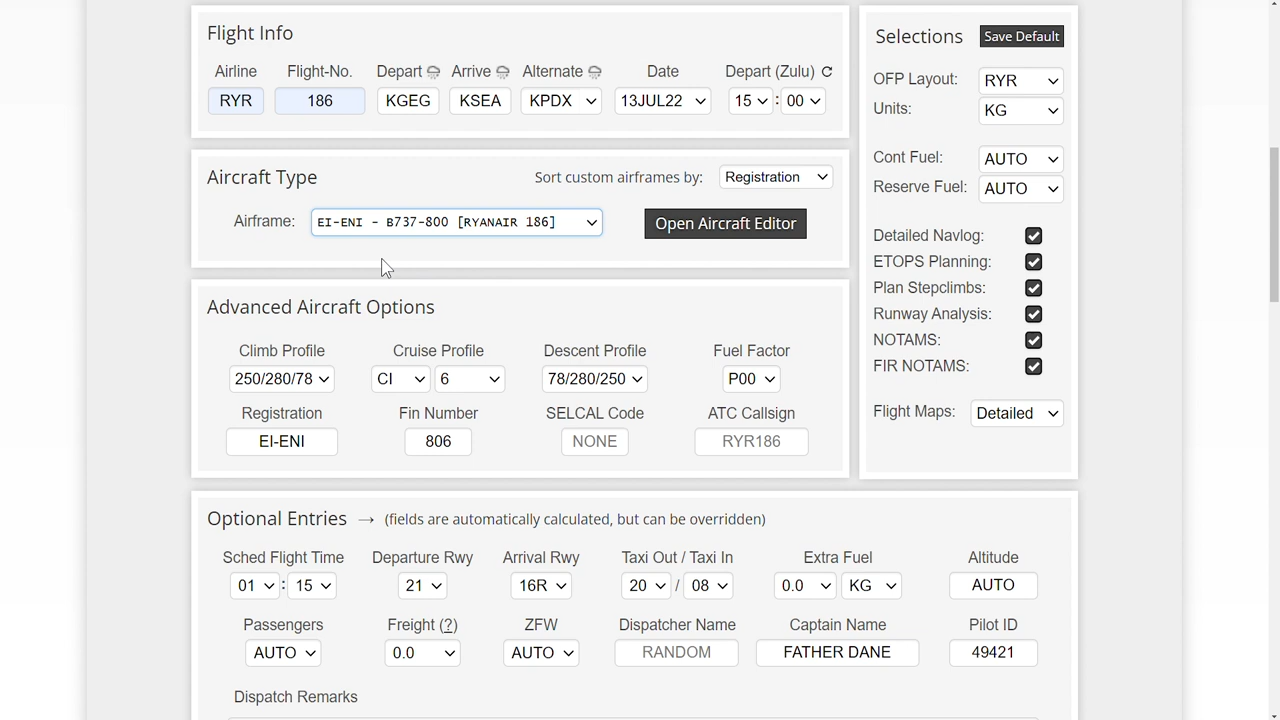 Flight Info
Airline Flight-No. Depart Arrive Alternate Date Depart (Zulu)
RYR 186 KGEG KSEA KPDX 13JUL22 15 : 00
Aircraft Type Sort custom airframes by: Registration
Airframe: EI-ENI - B737-800 [RYANAIR 186] Open Aircraft Editor
Advanced Aircraft Options
Climb Profile Cruise Profile Descent Profile Fuel Factor
250/280/78 CI 6 78/280/250 P00
Registration Fin Number SELCAL Code ATC Callsign
EI-ENI 806 NONE RYR186
Selections Save Default
OFP Layout: RYR
Units: KG
Cont Fuel: AUTO
Reserve Fuel: AUTO
Detailed Navlog:
ETOPS Planning:
Plan Stepclimbs:
Runway Analysis:
NOTAMS:
FIR NOTAMS:
Flight Maps: Detailed
Optional Entries → (fields are automatically calculated, but can be overridden)
Sched Flight Time Departure Rwy Arrival Rwy Taxi Out / Taxi In Extra Fuel Altitude
01 : 15 21 16R 20 / 08 0.0 KG AUTO
Passengers Freight (?) ZFW Dispatcher Name Captain Name Pilot ID
AUTO 0.0 AUTO RANDOM FATHER DANE 49421
Dispatch Remarks